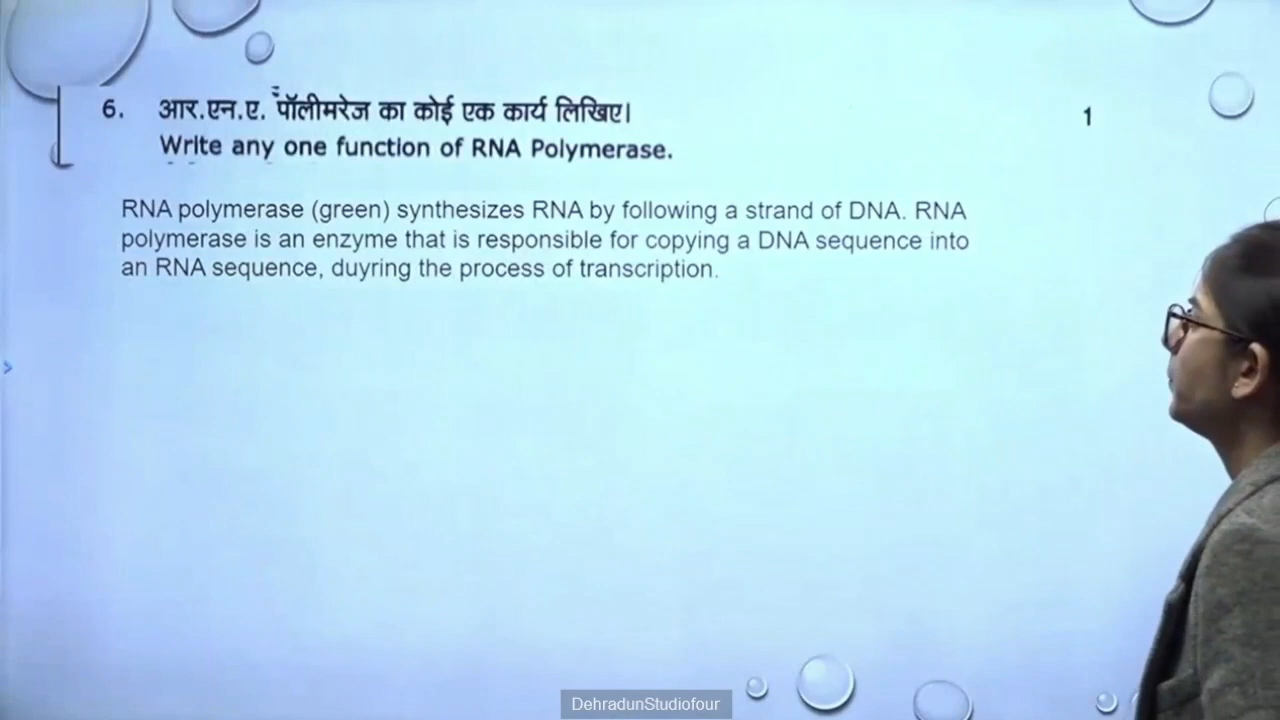 6. आर.एन.ए. पॉलीमरेज का कोई एक कार्य लिखिए। 1
Write any one function of RNA Polymerase.
RNA polymerase (green) synthesizes RNA by following a strand of DNA. RNA
polymerase is an enzyme that is responsible for copying a DNA sequence into
an RNA sequence, duyring the process of transcription.
DehradunStudiofour